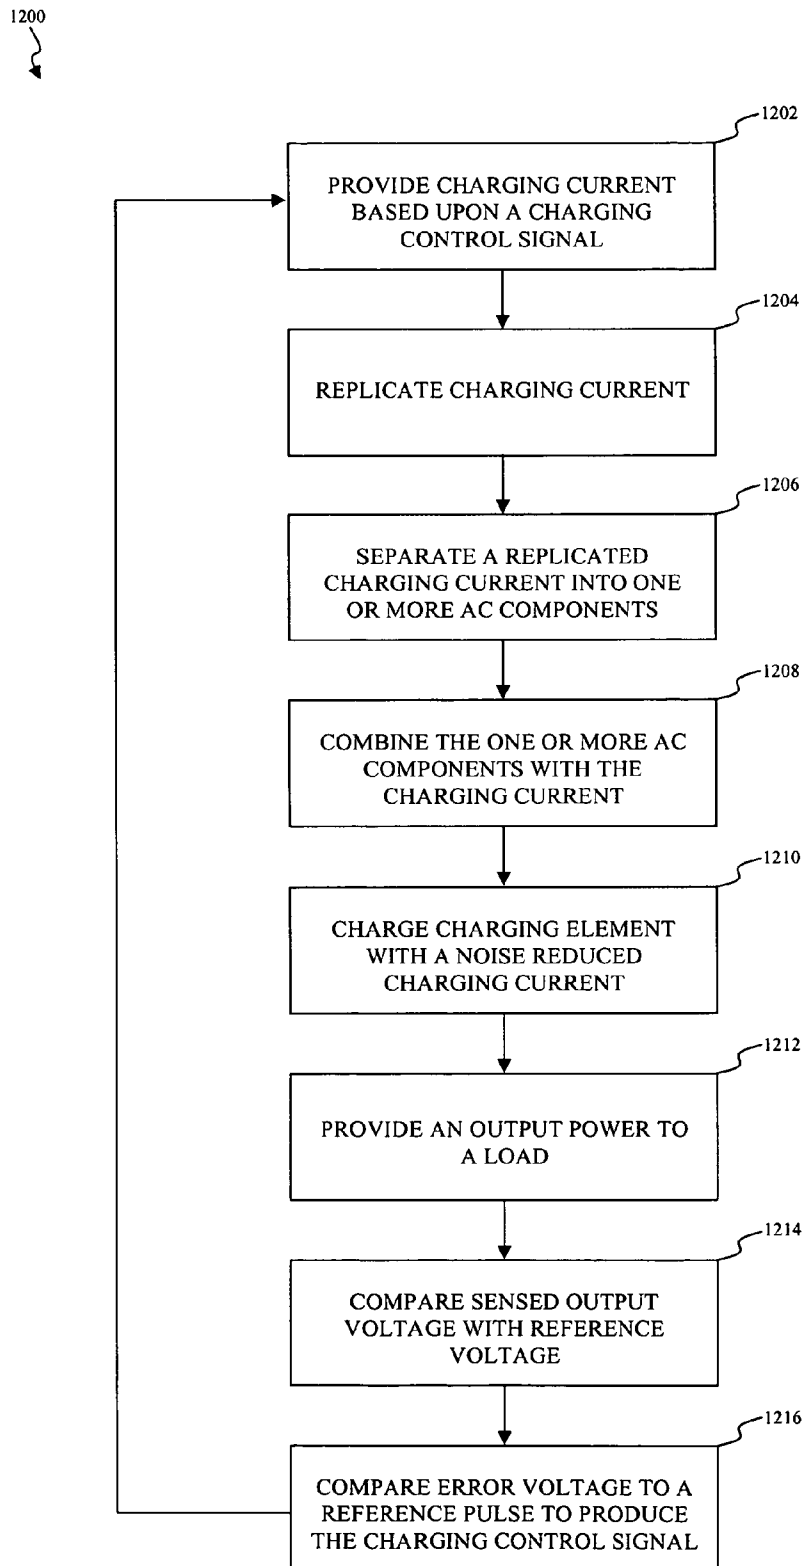 1200
1202
PROVIDE CHARGING CURRENT
BASED UPON A CHARGING
CONTROL SIGNAL
1204
REPLICATE CHARGING CURRENT
1206
SEPARATE A REPLICATED
CHARGING CURRENT INTO ONE
OR MORE AC COMPONENTS
1208
COMBINE THE ONE OR MORE AC
COMPONENTS WITH THE
CHARGING CURRENT
1210
CHARGE CHARGING ELEMENT
WITH A NOISE REDUCED
CHARGING CURRENT
1212
PROVIDE AN OUTPUT POWER TO
A LOAD
1214
COMPARE SENSED OUTPUT
VOLTAGE WITH REFERENCE
VOLTAGE
1216
COMPARE ERROR VOLTAGE TO A
REFERENCE PULSE TO PRODUCE
THE CHARGING CONTROL SIGNAL